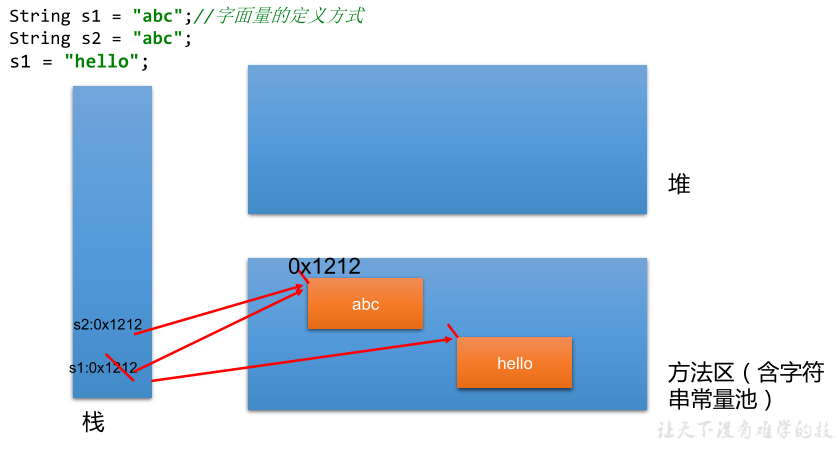 String s1 = "abc";//字面量的定义方式
String s2 = "abc";
s1 = "hello";
堆
0x1212
abc
s2:0x1212
hello
s1:0x1212
方法区（含字符
串常量池）
栈
让天下没有难学的技